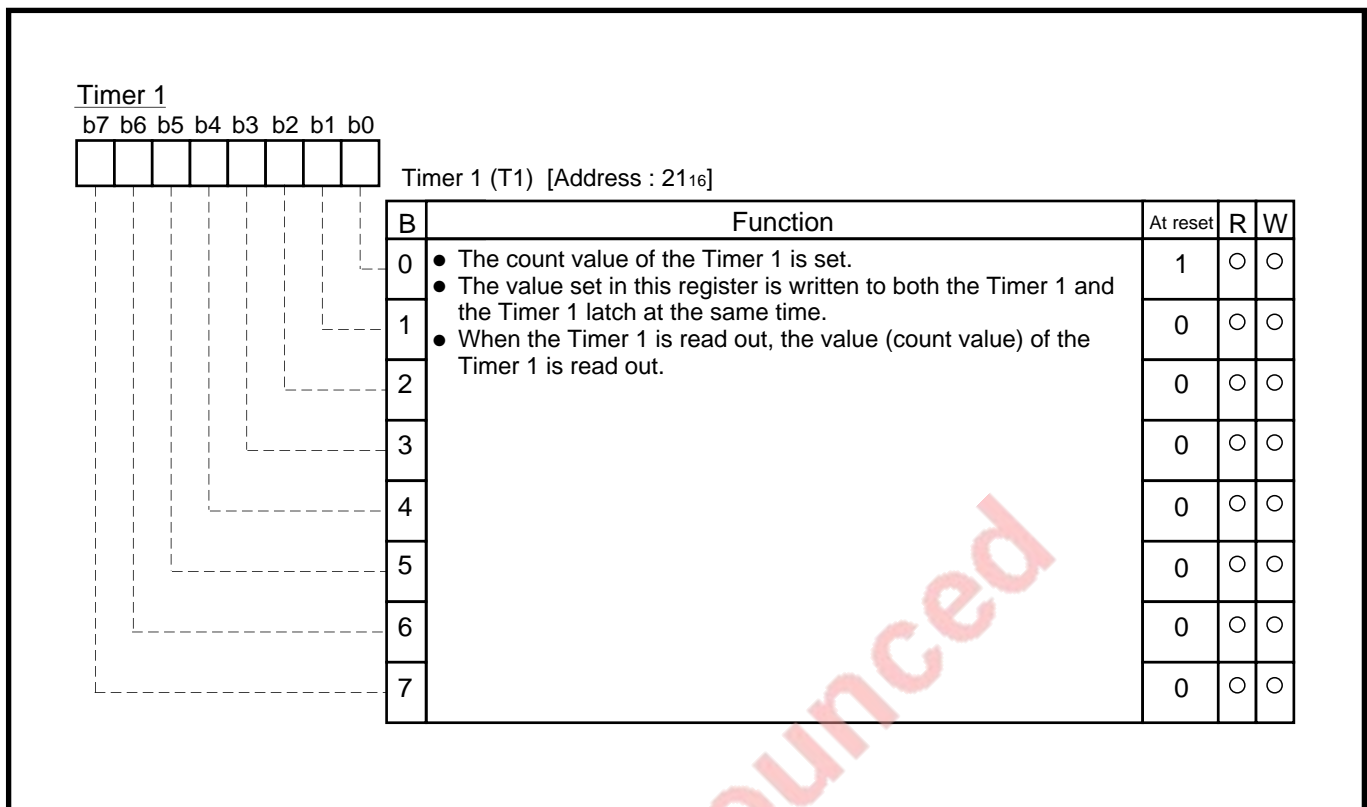 Timer 1
b7 b6 b5 b4 b3 b2 b1 b0
Timer 1 (T1) [Address : 21₁₆]
B Function At reset R W
0 ● The count value of the Timer 1 is set. 1 ○ ○
● The value set in this register is written to both the Timer 1 and
the Timer 1 latch at the same time.
1 0 ○ ○
● When the Timer 1 is read out, the value (count value) of the
Timer 1 is read out.
2 0 ○ ○
3 0 ○ ○
4 0 ○ ○
5 0 ○ ○
6 0 ○ ○
7 0 ○ ○
ounced